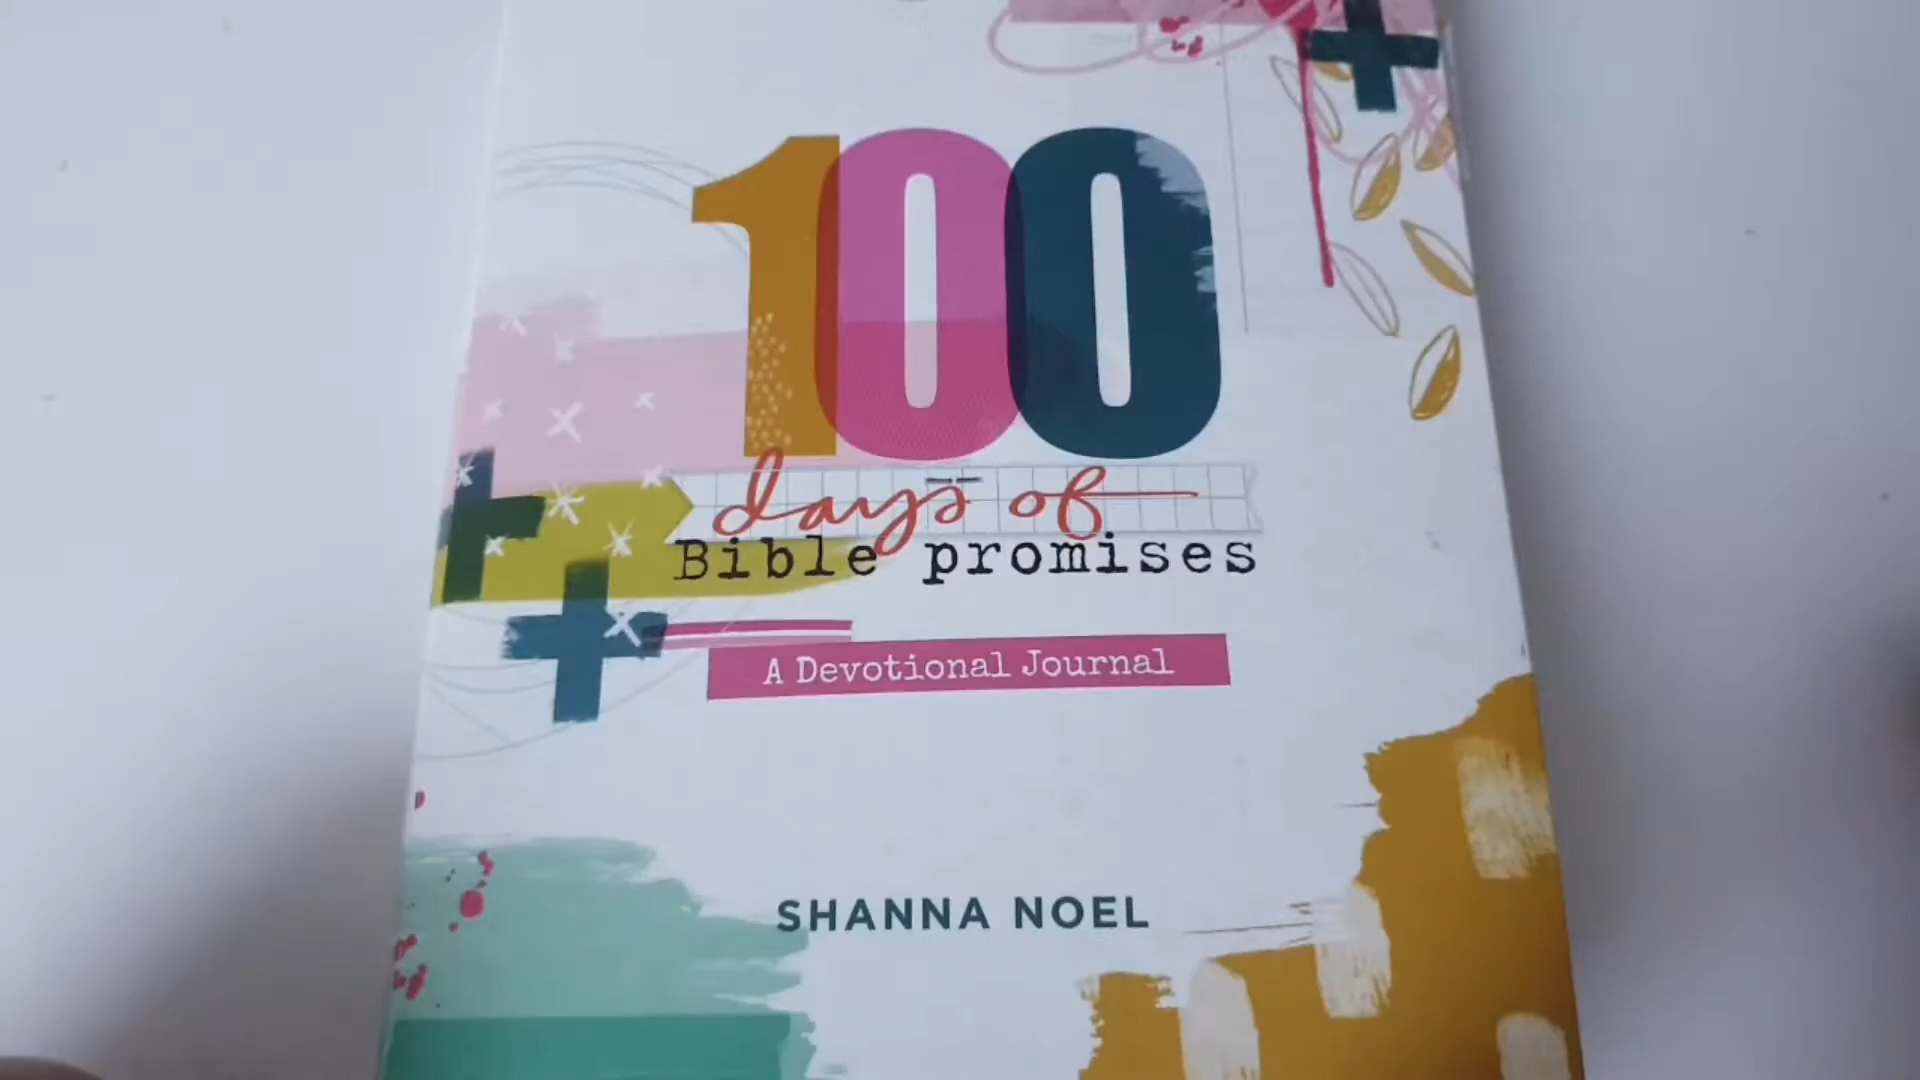 100
days of
Bible promises
A Devotional Journal
SHANNA NOEL